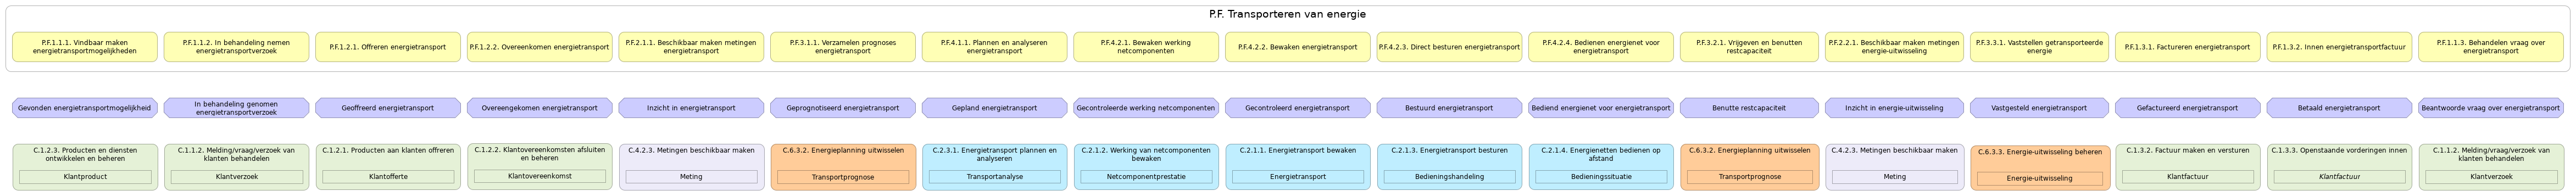 P.F. Transporteren van energie
P.F.1.1.1. Vindbaar maken
energietransportmogelijkheden
P.F.1.1.2. In behandeling nemen
energietransportverzoek
P.F.1.2.1. Offreren energietransport
P.F.1.2.2. Overeenkomen energietransport
P.F.2.1.1. Beschikbaar maken metingen
energietransport
P.F.3.1.1. Verzamelen prognoses
energietransport
P.F.4.1.1. Plannen en analyseren
energietransport
P.F.4.2.1. Bewaken werking
netcomponenten
P.F.4.2.2. Bewaken energietransport
P.F.4.2.3. Direct besturen energietransport
P.F.4.2.4. Bedienen energienet voor
energietransport
P.F.3.2.1. Vrijgeven en benutten
restcapaciteit
P.F.2.2.1. Beschikbaar maken metingen
energie-uitwisseling
P.F.3.3.1. Vaststellen getransporteerde
energie
P.F.1.3.1. Factureren energietransport
P.F.1.3.2. Innen energietransportfactuur
P.F.1.1.3. Behandelen vraag over
energietransport
Gevonden energietransportmogelijkheid
In behandeling genomen
energietransportverzoek
Geoffreerd energietransport
Overeengekomen energietransport
Inzicht in energietransport
Geprognotiseerd energietransport
Gepland energietransport
Gecontroleerde werking netcomponenten
Gecontroleerd energietransport
Bestuurd energietransport
Bediend energienet voor energietransport
Benutte restcapaciteit
Inzicht in energie-uitwisseling
Vastgesteld energietransport
Gefactureerd energietransport
Betaald energietransport
Beantwoorde vraag over energietransport
C.1.2.3. Producten en diensten
ontwikkelen en beheren
Klantproduct
C.1.1.2. Melding/vraag/verzoek van
klanten behandelen
Klantverzoek
C.1.2.1. Producten aan klanten offreren
Klantofferte
C.1.2.2. Klantovereenkomsten afsluiten
en beheren
Klantovereenkomst
C.4.2.3. Metingen beschikbaar maken
Meting
C.6.3.2. Energieplanning uitwisselen
Transportprognose
C.2.3.1. Energietransport plannen en
analyseren
Transportanalyse
C.2.1.2. Werking van netcomponenten
bewaken
Netcomponentprestatie
C.2.1.1. Energietransport bewaken
Energietransport
C.2.1.3. Energietransport besturen
Bedieningshandeling
C.2.1.4. Energienetten bedienen op
afstand
Bedieningssituatie
C.6.3.2. Energieplanning uitwisselen
Transportprognose
C.4.2.3. Metingen beschikbaar maken
Meting
C.6.3.3. Energie-uitwisseling beheren
Energie-uitwisseling
C.1.3.2. Factuur maken en versturen
Klantfactuur
C.1.3.3. Openstaande vorderingen innen
Klantfactuur
C.1.1.2. Melding/vraag/verzoek van
klanten behandelen
Klantverzoek